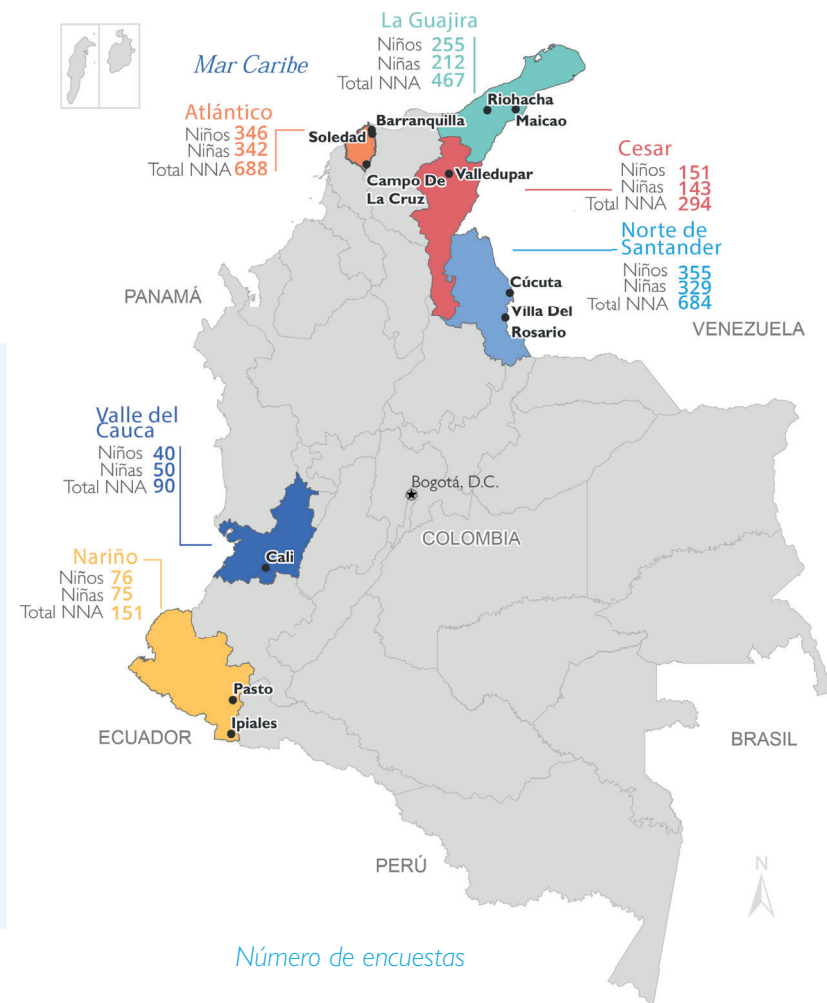 La Guajira
Niños 255
Niñas 212
Total NNA 467
Mar Caribe
Riohacha
Maicao
Atlántico
Niños 346
Niñas 342
Total NNA 688
Barranquilla
Soledad
Campo De
La Cruz
Valledupar
Cesar
Niños 151
Niñas 143
Total NNA 294
Norte de
Santander
Niños 355
Niñas 329
Total NNA 684
Cúcuta
Villa Del
Rosario
PANAMÁ
VENEZUELA
Valle del
Cauca
Niños 40
Niñas 50
Total NNA 90
Bogotá, D.C.
COLOMBIA
Cali
Nariño
Niños 76
Niñas 75
Total NNA 151
Pasto
Ipiales
ECUADOR
BRASIL
PERÚ
N
Número de encuestas